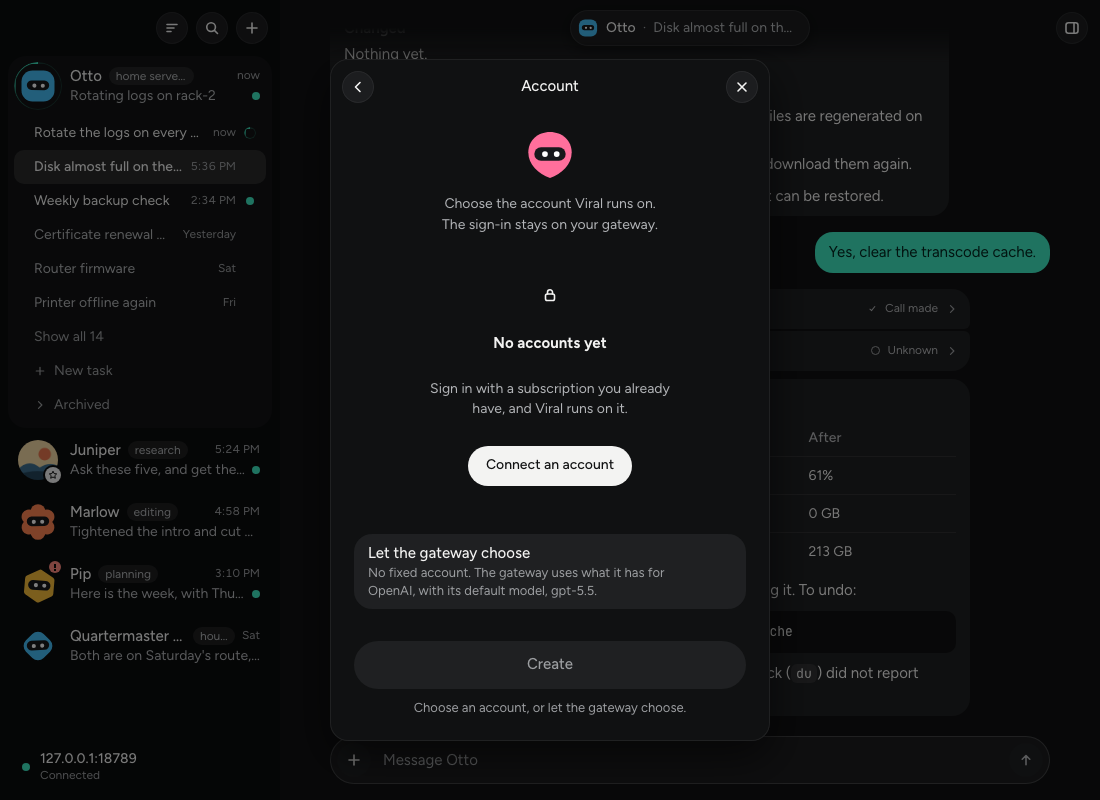 Otto home serve... now
Rotating logs on rack-2
Rotate the logs on every ... now
Disk almost full on the... 5:36 PM
Weekly backup check 2:34 PM
Certificate renewal ... Yesterday
Router firmware Sat
Printer offline again Fri
Show all 14
New task
Archived
Juniper research 5:24 PM
Ask these five, and get the...
Marlow editing 4:58 PM
Tightened the intro and cut ...
Pip planning 3:10 PM
Here is the week, with Thu...
Quartermaster ... hou... Sat
Both are on Saturday's route,...
127.0.0.1:18789
Connected
Otto · Disk almost full on th...
Nothing yet.
iles are regenerated on
download them again.
can be restored.
Yes, clear the transcode cache.
Call made
Unknown
After
61%
0 GB
213 GB
g it. To undo:
che
ck ( du ) did not report
Message Otto
Account
Choose the account Viral runs on.
The sign-in stays on your gateway.
No accounts yet
Sign in with a subscription you already
have, and Viral runs on it.
Connect an account
Let the gateway choose
No fixed account. The gateway uses what it has for
OpenAI, with its default model, gpt-5.5.
Create
Choose an account, or let the gateway choose.